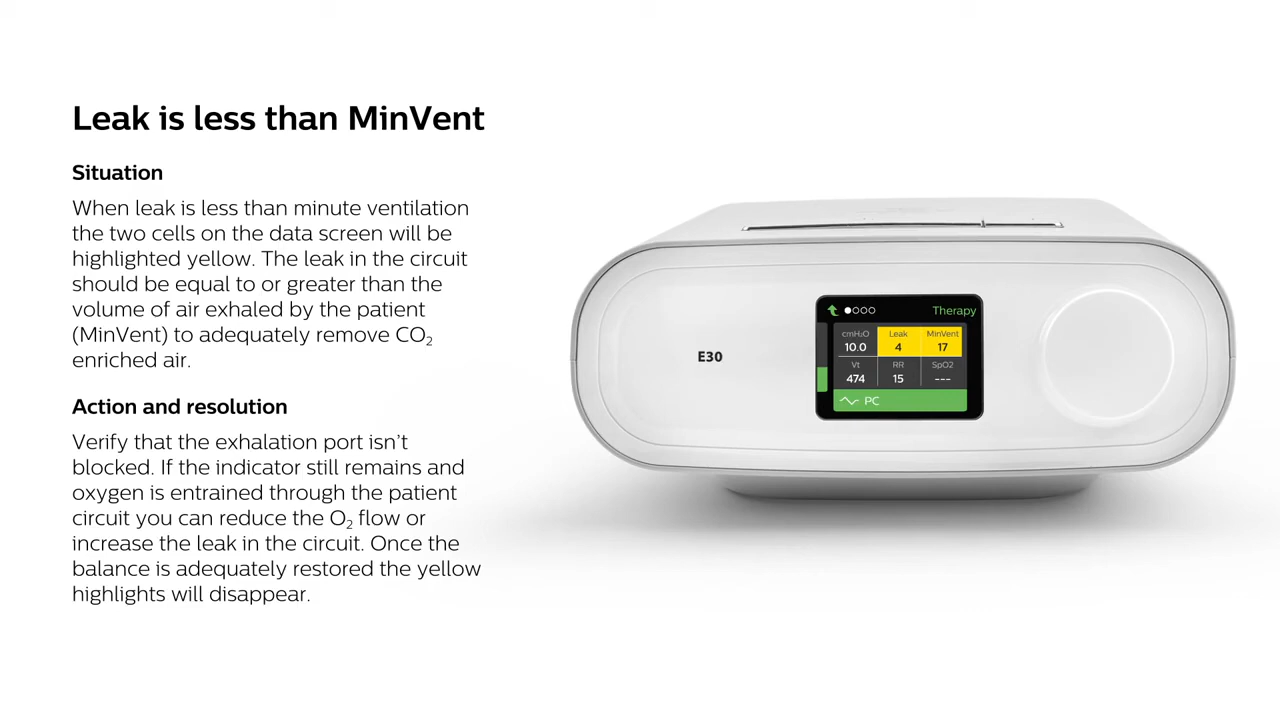 Leak is less than MinVent
Situation
When leak is less than minute ventilation
the two cells on the data screen will be
highlighted yellow. The leak in the circuit
should be equal to or greater than the
volume of air exhaled by the patient
(MinVent) to adequately remove CO₂
enriched air.
Action and resolution
Verify that the exhalation port isn’t
blocked. If the indicator still remains and
oxygen is entrained through the patient
circuit you can reduce the O₂ flow or
increase the leak in the circuit. Once the
balance is adequately restored the yellow
highlights will disappear.
E30
Therapy
cmH₂O Leak MinVent
10.0 4 17
Vt RR SpO2
474 15 ---
PC